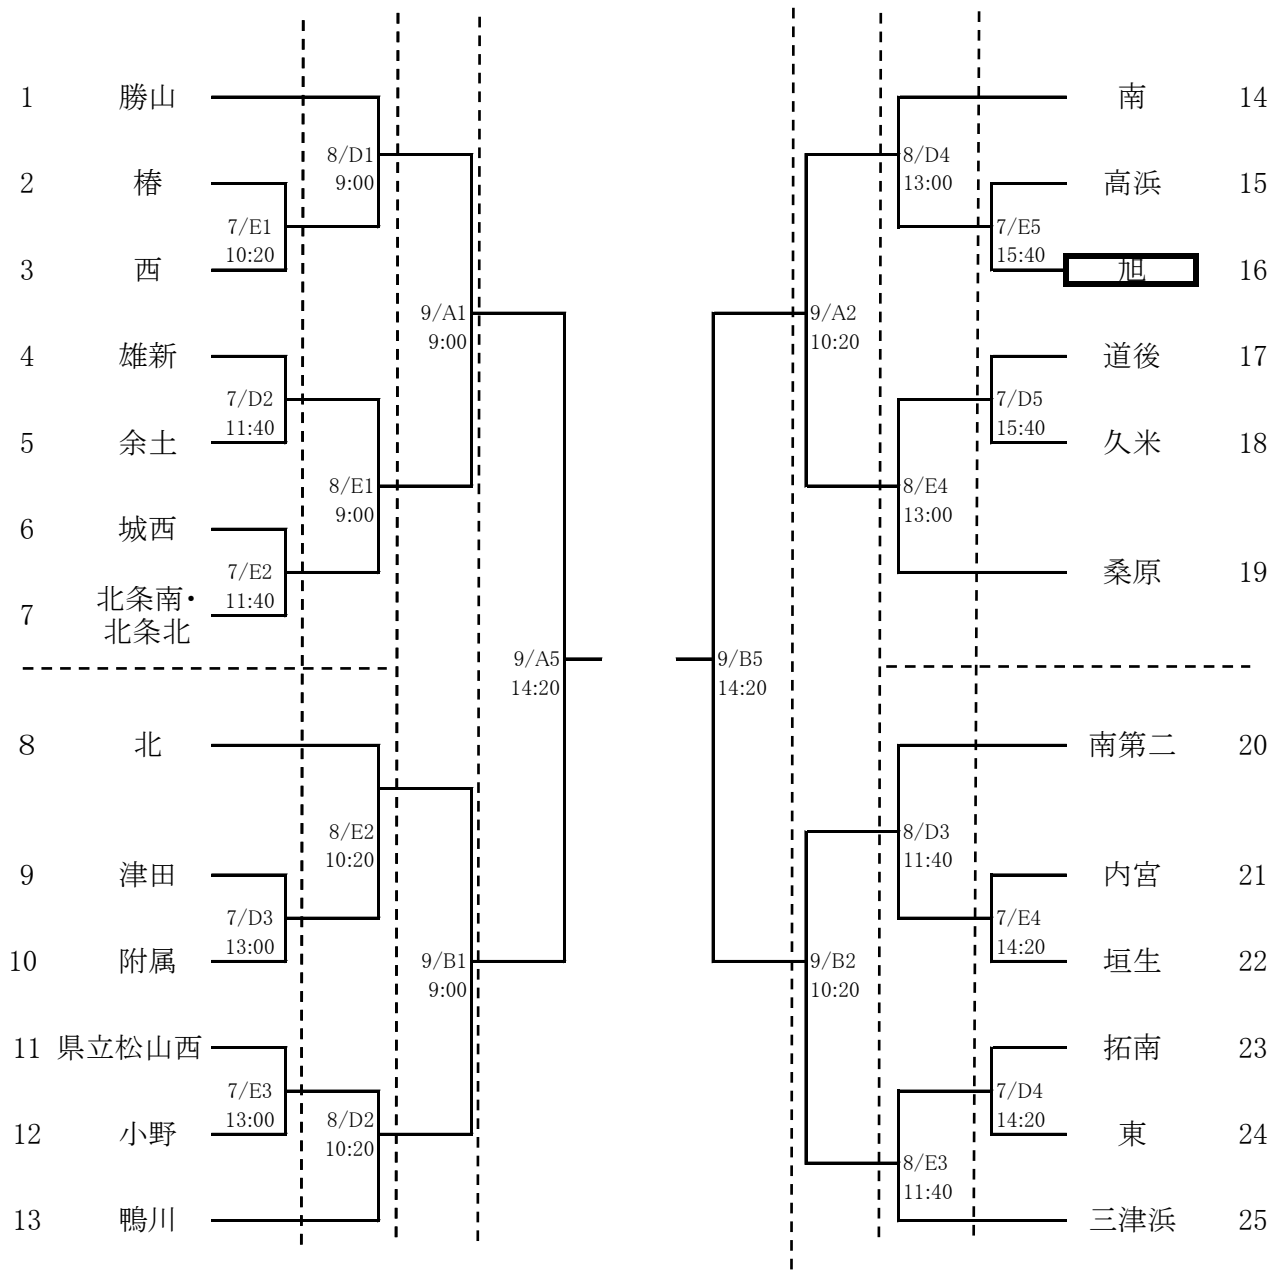 1 勝山
8/D1
9:00
2 椿
7/E1
10:20
3 西
9/A1
9:00
4 雄新
7/D2
11:40
5 余土
8/E1
9:00
6 城西
7/E2
11:40
7 北条南・
北条北
9/A5
14:20
8 北
8/E2
10:20
9 津田
7/D3
13:00
10 附属
9/B1
9:00
11 県立松山西
7/E3
13:00
12 小野
8/D2
10:20
13 鴨川
南 14
8/D4
13:00
高浜 15
7/E5
15:40
旭 16
9/A2
10:20
道後 17
7/D5
15:40
久米 18
8/E4
13:00
桑原 19
9/B5
14:20
南第二 20
8/D3
11:40
内宮 21
7/E4
14:20
垣生 22
9/B2
10:20
拓南 23
7/D4
14:20
東 24
8/E3
11:40
三津浜 25